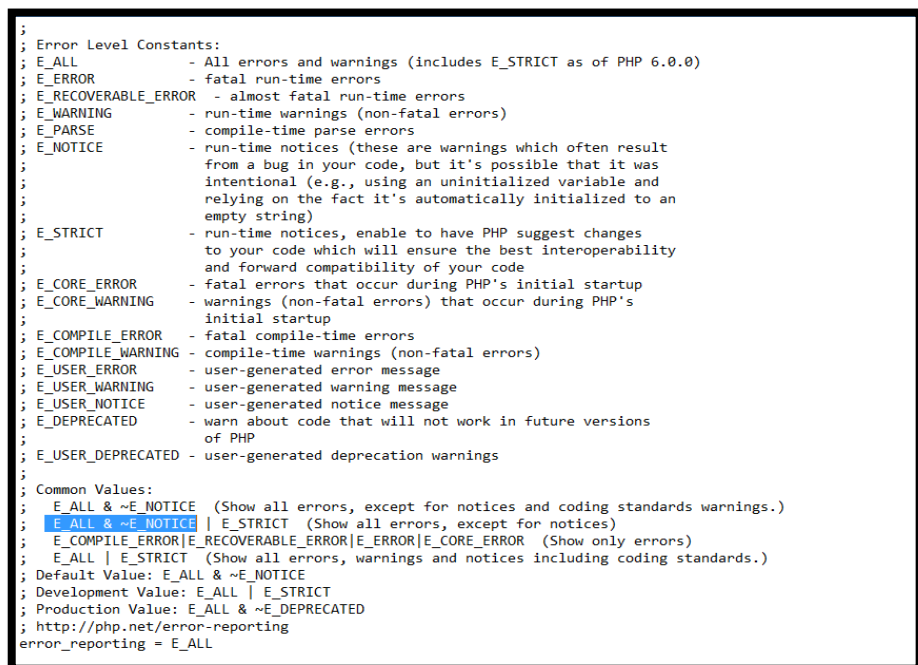 ;
; Error Level Constants:
; E_ALL             - All errors and warnings (includes E_STRICT as of PHP 6.0.0)
; E_ERROR           - fatal run-time errors
; E_RECOVERABLE_ERROR  - almost fatal run-time errors
; E_WARNING         - run-time warnings (non-fatal errors)
; E_PARSE           - compile-time parse errors
; E_NOTICE          - run-time notices (these are warnings which often result
;                     from a bug in your code, but it's possible that it was
;                     intentional (e.g., using an uninitialized variable and
;                     relying on the fact it's automatically initialized to an
;                     empty string)
; E_STRICT          - run-time notices, enable to have PHP suggest changes
;                     to your code which will ensure the best interoperability
;                     and forward compatibility of your code
; E_CORE_ERROR      - fatal errors that occur during PHP's initial startup
; E_CORE_WARNING    - warnings (non-fatal errors) that occur during PHP's
;                     initial startup
; E_COMPILE_ERROR   - fatal compile-time errors
; E_COMPILE_WARNING - compile-time warnings (non-fatal errors)
; E_USER_ERROR      - user-generated error message
; E_USER_WARNING    - user-generated warning message
; E_USER_NOTICE     - user-generated notice message
; E_DEPRECATED      - warn about code that will not work in future versions
;                     of PHP
; E_USER_DEPRECATED - user-generated deprecation warnings
;
; Common Values:
;   E_ALL & ~E_NOTICE  (Show all errors, except for notices and coding standards warnings.)
;   E_ALL & ~E_NOTICE | E_STRICT  (Show all errors, except for notices)
;   E_COMPILE_ERROR|E_RECOVERABLE_ERROR|E_ERROR|E_CORE_ERROR  (Show only errors)
;   E_ALL | E_STRICT  (Show all errors, warnings and notices including coding standards.)
; Default Value: E_ALL & ~E_NOTICE
; Development Value: E_ALL | E_STRICT
; Production Value: E_ALL & ~E_DEPRECATED
; http://php.net/error-reporting
error_reporting = E_ALL